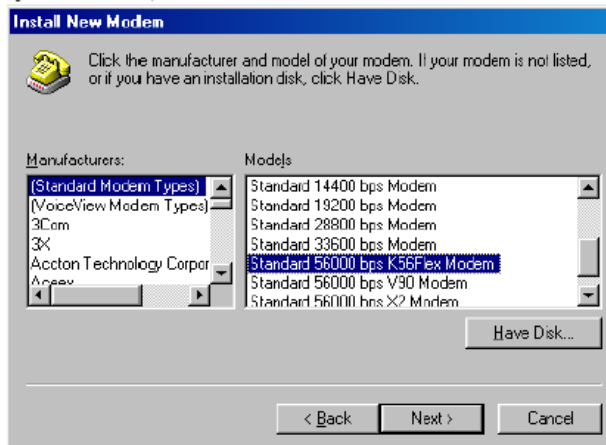 Install New Modem
Click the manufacturer and model of your modem. If your modem is not listed,
or if you have an installation disk, click Have Disk.
Manufacturers:
(Standard Modem Types)
(VoiceView Modem Types)
3Com
3X
Accton Technology Corpor
Aceex
Models
Standard 14400 bps Modem
Standard 19200 bps Modem
Standard 28800 bps Modem
Standard 33600 bps Modem
Standard 56000 bps K56Flex Modem
Standard 56000 bps V90 Modem
Standard 56000 bps X2 Modem
Have Disk...
< Back
Next >
Cancel